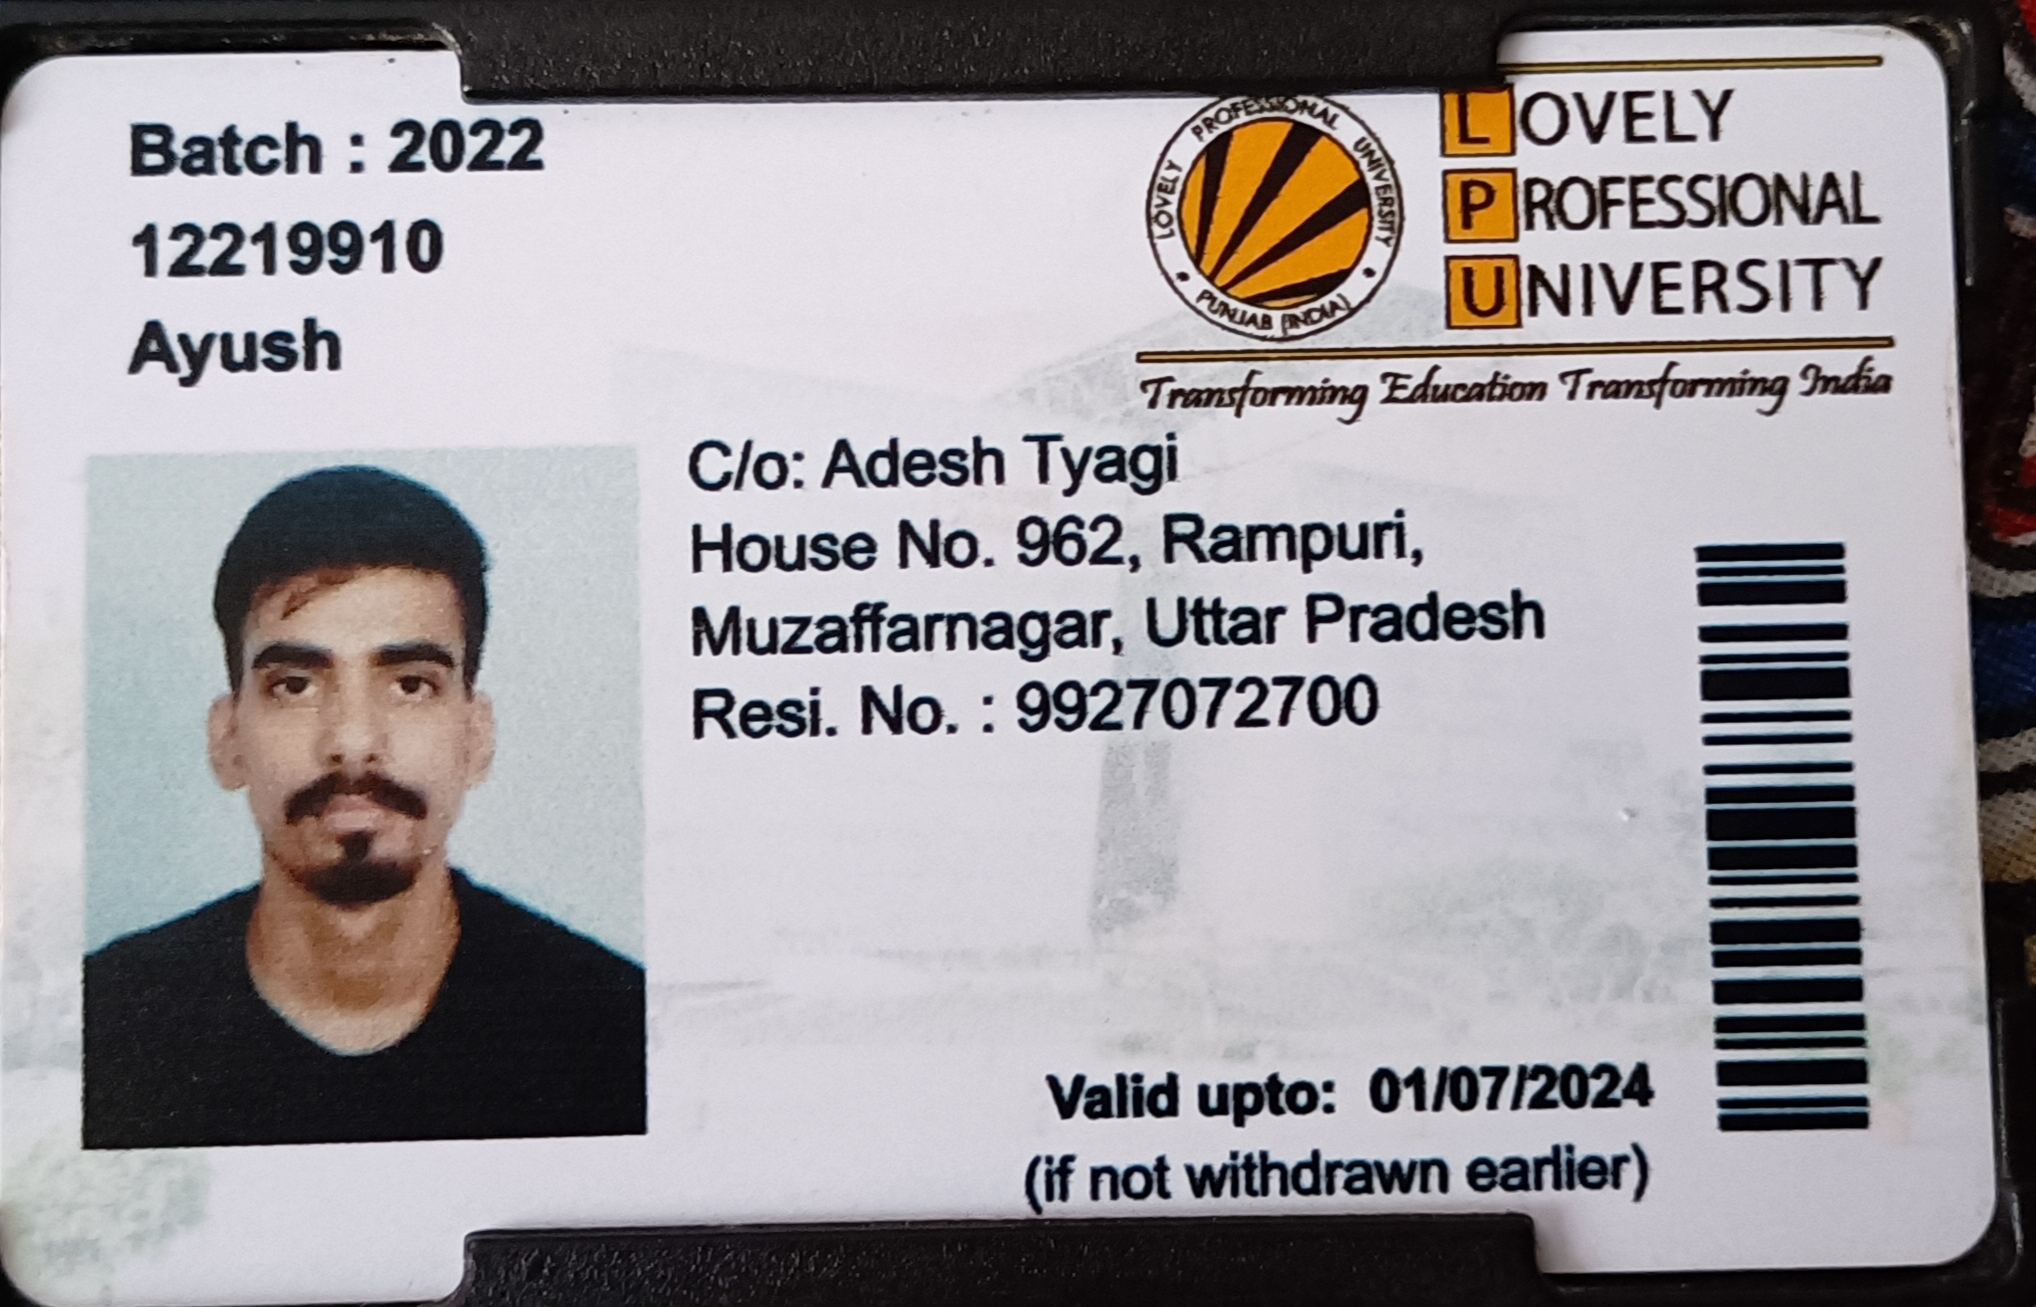 Batch : 2022
12219910
Ayush
LOVELY PROFESSIONAL UNIVERSITY
PUNJAB (INDIA)
LOVELY
PROFESSIONAL
UNIVERSITY
Transforming Education Transforming India
C/o: Adesh Tyagi
House No. 962, Rampuri,
Muzaffarnagar, Uttar Pradesh
Resi. No. : 9927072700
Valid upto: 01/07/2024
(if not withdrawn earlier)